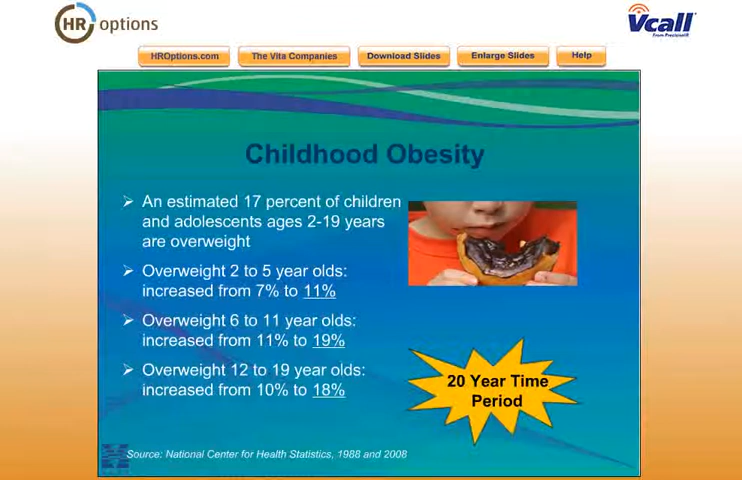 HR options
Vcall
From Precision IR
HROptions.com
The Vita Companies
Download Slides
Enlarge Slides
Help
Childhood Obesity
An estimated 17 percent of children
and adolescents ages 2-19 years
are overweight
Overweight 2 to 5 year olds:
increased from 7% to 11%
Overweight 6 to 11 year olds:
increased from 11% to 19%
Overweight 12 to 19 year olds:
increased from 10% to 18%
20 Year Time
Period
Source: National Center for Health Statistics, 1988 and 2008